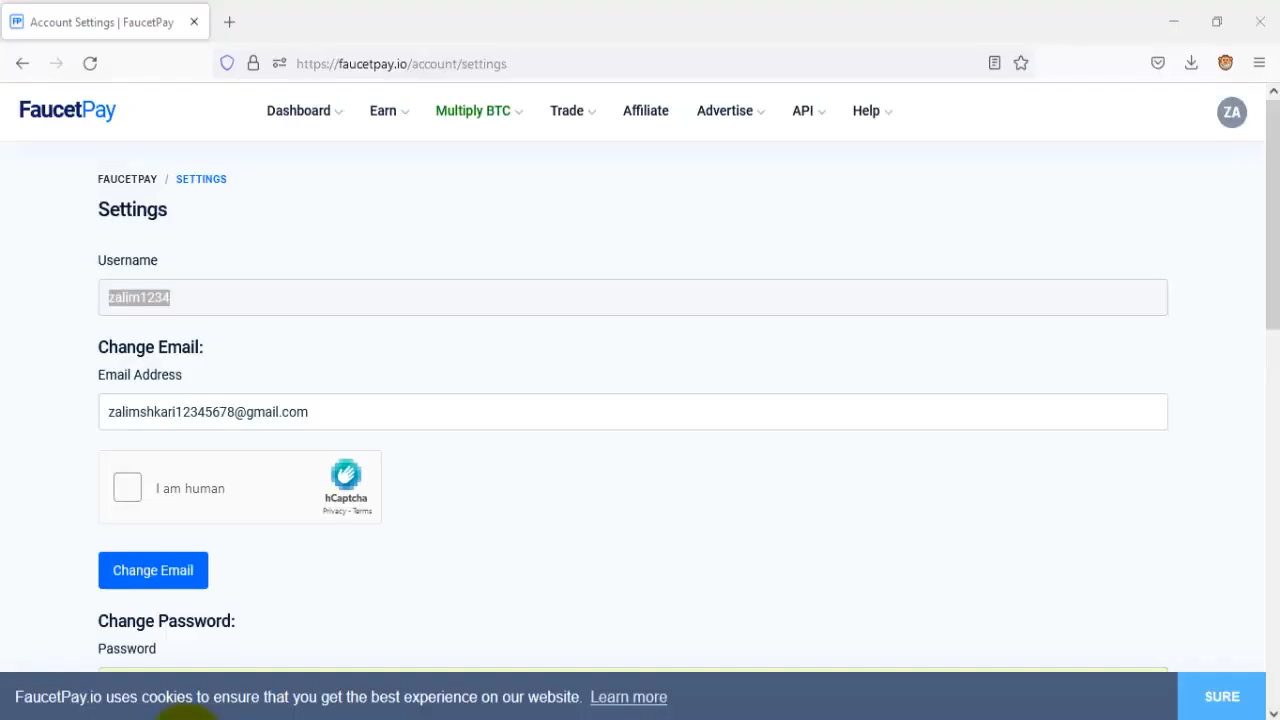 FP Account Settings | FaucetPay
https://faucetpay.io/account/settings
FaucetPay Dashboard Earn Multiply BTC Trade Affiliate Advertise API Help ZA
FAUCETPAY / SETTINGS
Settings
Username
zalim1234
Change Email:
Email Address
zalimshkari12345678@gmail.com
I am human
hCaptcha
Privacy - Terms
Change Email
Change Password:
Password
FaucetPay.io uses cookies to ensure that you get the best experience on our website. Learn more SURE